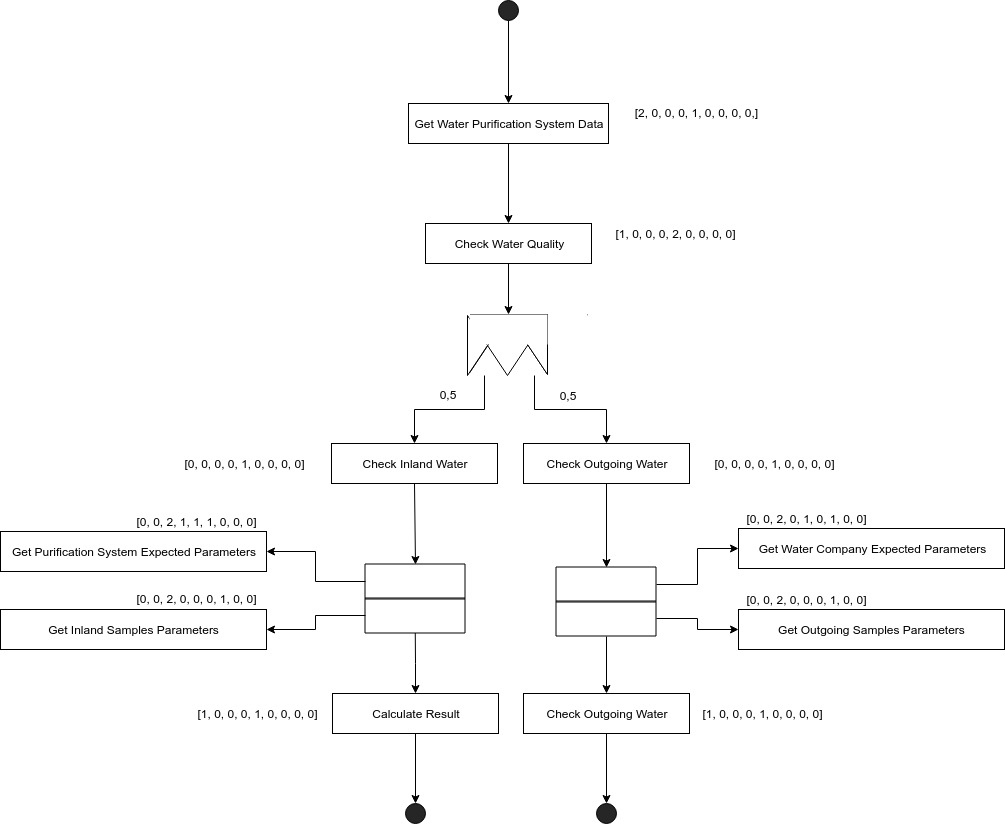 Get Water Purification System Data
[2, 0, 0, 0, 1, 0, 0, 0, 0,]
Check Water Quality
[1, 0, 0, 0, 2, 0, 0, 0, 0]
0,5
0,5
[0, 0, 0, 0, 1, 0, 0, 0, 0]
Check Inland Water
Check Outgoing Water
[0, 0, 0, 0, 1, 0, 0, 0, 0]
[0, 0, 2, 1, 1, 1, 0, 0, 0]
Get Purification System Expected Parameters
[0, 0, 2, 0, 1, 0, 1, 0, 0]
Get Water Company Expected Parameters
[0, 0, 2, 0, 0, 0, 1, 0, 0]
Get Inland Samples Parameters
[0, 0, 2, 0, 0, 0, 1, 0, 0]
Get Outgoing Samples Parameters
[1, 0, 0, 0, 1, 0, 0, 0, 0]
Calculate Result
Check Outgoing Water
[1, 0, 0, 0, 1, 0, 0, 0, 0]